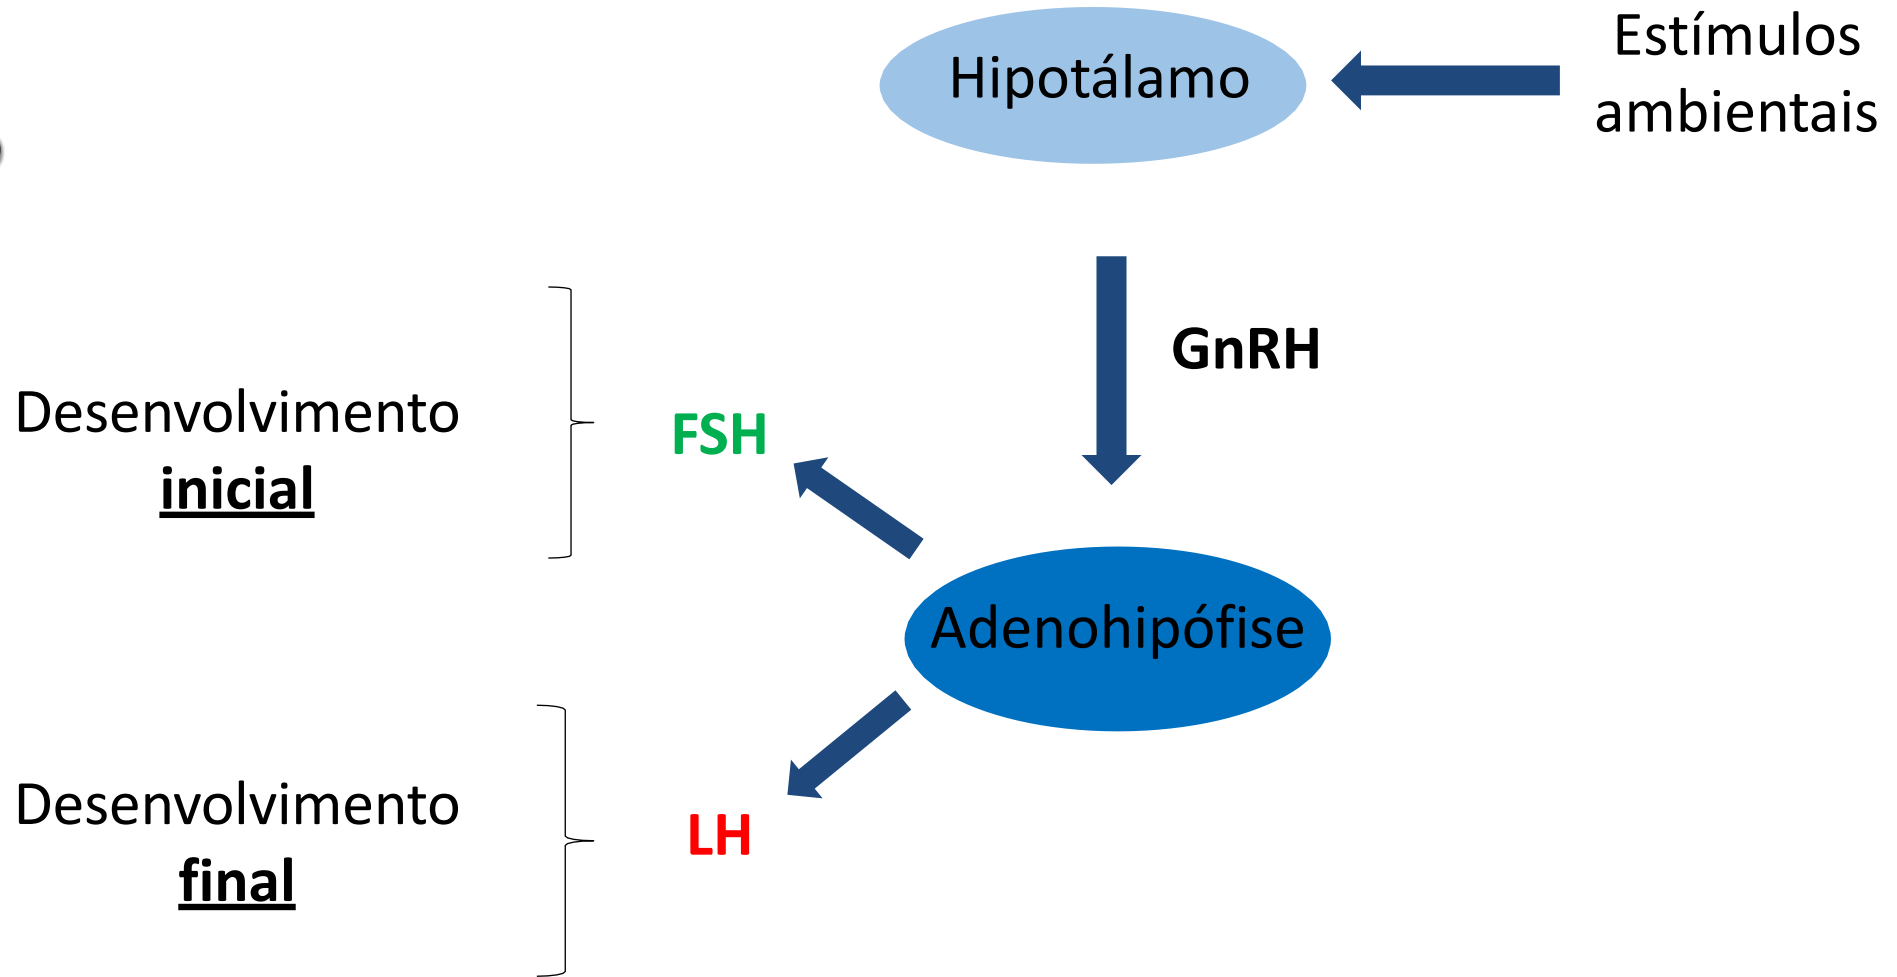 Hipotálamo
Estímulos
ambientais
GnRH
Desenvolvimento
inicial
FSH
Adenohipófise
Desenvolvimento
final
LH